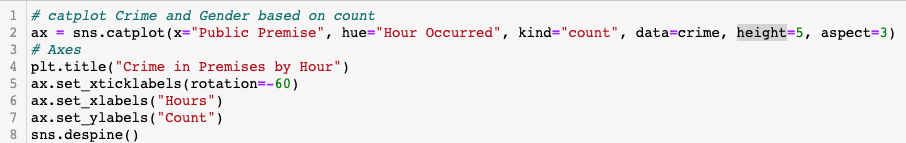 1 # catplot Crime and Gender based on count
2 ax = sns.catplot(x="Public Premise", hue="Hour Occurred", kind="count", data=crime, height=5, aspect=3)
3 # Axes
4 plt.title("Crime in Premises by Hour")
5 ax.set_xticklabels(rotation=-60)
6 ax.set_xlabels("Hours")
7 ax.set_ylabels("Count")
8 sns.despine()